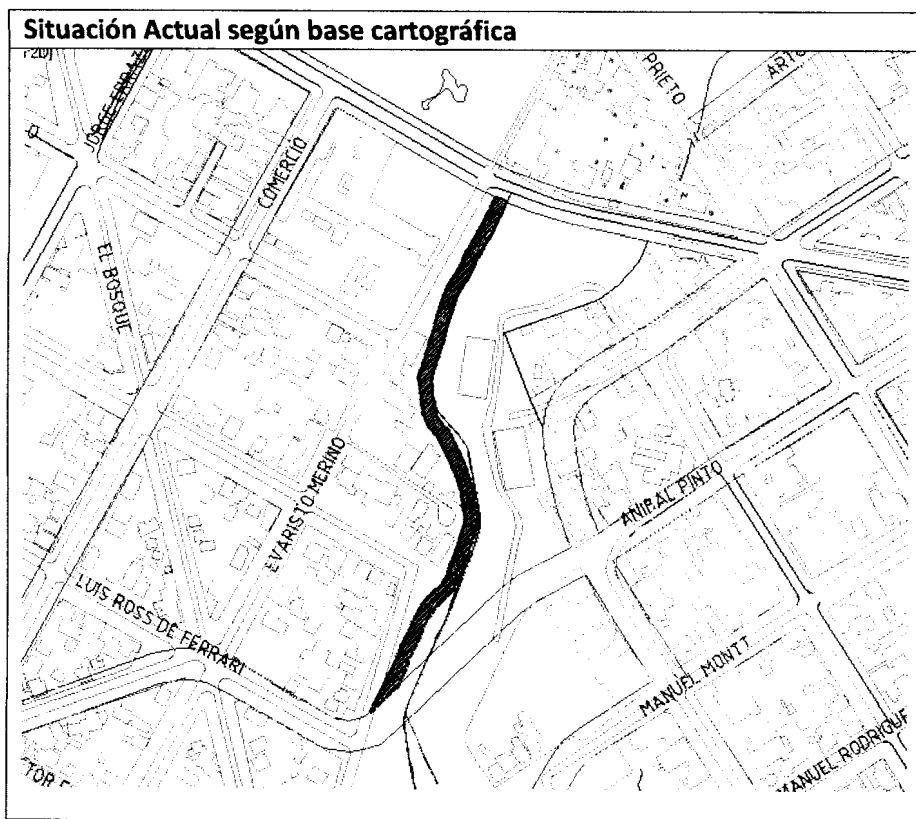 Situación Actual según base cartográfica
PRIETO
COMERCIO
EL BOSQUE
EVARISTO MERINO
ANIBAL PINTO
LUIS ROSS DE FERRARI
MANUEL MONTT